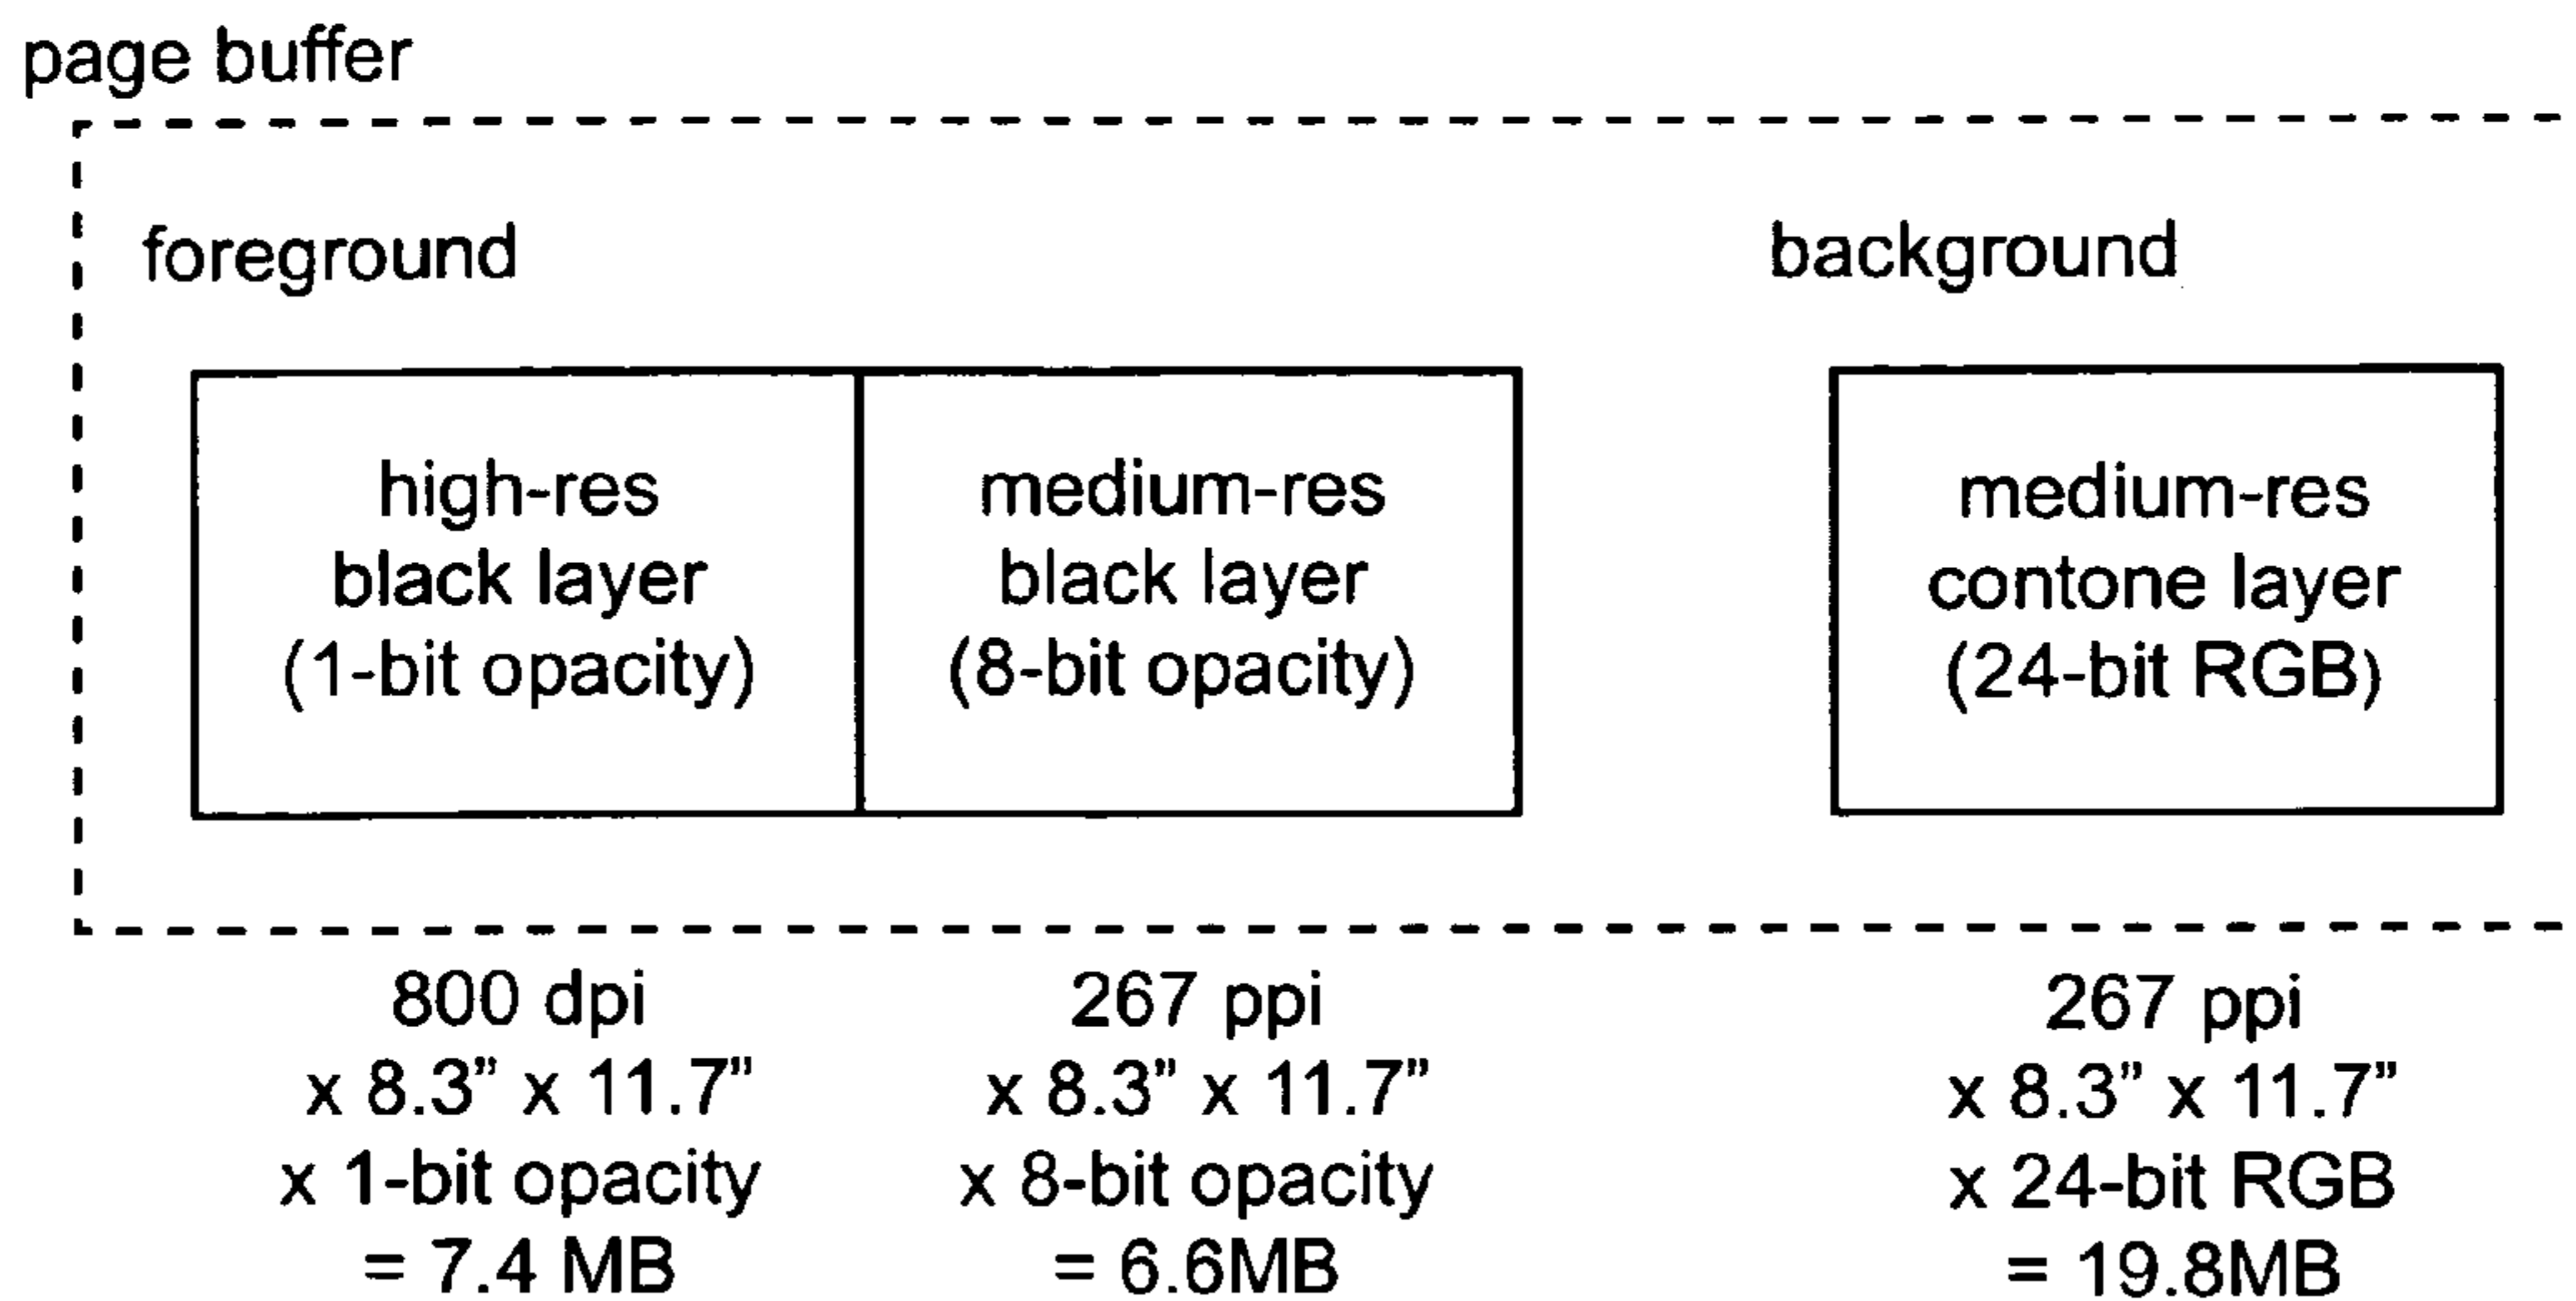 page buffer
foreground
background
high-res
black layer
(1-bit opacity)
medium-res
black layer
(8-bit opacity)
medium-res
contone layer
(24-bit RGB)
800 dpi
x 8.3” x 11.7”
x 1-bit opacity
= 7.4 MB
267 ppi
x 8.3” x 11.7”
x 8-bit opacity
= 6.6MB
267 ppi
x 8.3” x 11.7”
x 24-bit RGB
= 19.8MB